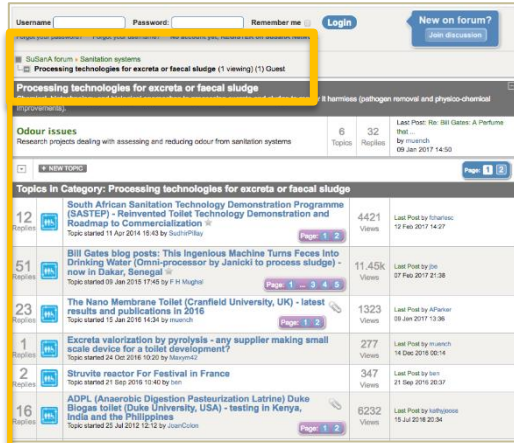 Username
Password:
Remember me
Login
New on forum?
Join discussion
SuSanA forum › Sanitation systems
Processing technologies for excreta or faecal sludge (1 viewing) (1) Guest
Processing technologies for excreta or faecal sludge
it harmless (pathogen removal and physico-chemical
improvements).
Odour issues
Research projects dealing with assessing and reducing odour from sanitation systems
6
Topics
32
Replies
Last Post: Re: Bill Gates: A Perfume
that ...
by muench
09 Jan 2017 14:50
+ NEW TOPIC
Page: 1 2
Topics in Category: Processing technologies for excreta or faecal sludge
12
Replies
South African Sanitation Technology Demonstration Programme
(SASTEP) - Reinvented Toilet Technology Demonstration and
Roadmap to Commercialization
Topic started 11 Apr 2014 16:43 by SudhirPillay
Page: 1 2
4421
Views
Last Post by fchariesc
12 Feb 2017 14:27
51
Replies
Bill Gates blog posts: This Ingenious Machine Turns Feces Into
Drinking Water (Omni-processor by Janicki to process sludge) -
now in Dakar, Senegal
Topic started 09 Jan 2015 17:45 by F H Mughal
Page: 1 ... 3 4 5
11.45k
Views
Last Post by joe
07 Feb 2017 21:38
23
Replies
The Nano Membrane Toilet (Cranfield University, UK) - latest
results and publications in 2016
Topic started 15 Jan 2016 14:34 by muench
Page: 1 2
1323
Views
Last Post by AParker
09 Jan 2017 13:36
1
Replies
Excreta valorization by pyrolysis - any supplier making small
scale device for a toilet development?
Topic started 24 Oct 2016 10:20 by Maxym42
277
Views
Last Post by muench
14 Dec 2016 00:14
2
Replies
Struvite reactor For Festival in France
Topic started 21 Sep 2016 10:40 by ben
347
Views
Last Post by ben
21 Sep 2016 20:37
16
Replies
ADPL (Anaerobic Digestion Pasteurization Latrine) Duke
Biogas toilet (Duke University, USA) - testing in Kenya,
India and the Philippines
Topic started 25 Jul 2012 12:12 by JoanColon
Page: 1 2
6232
Views
Last Post by kathyjoose
15 Jul 2016 20:34